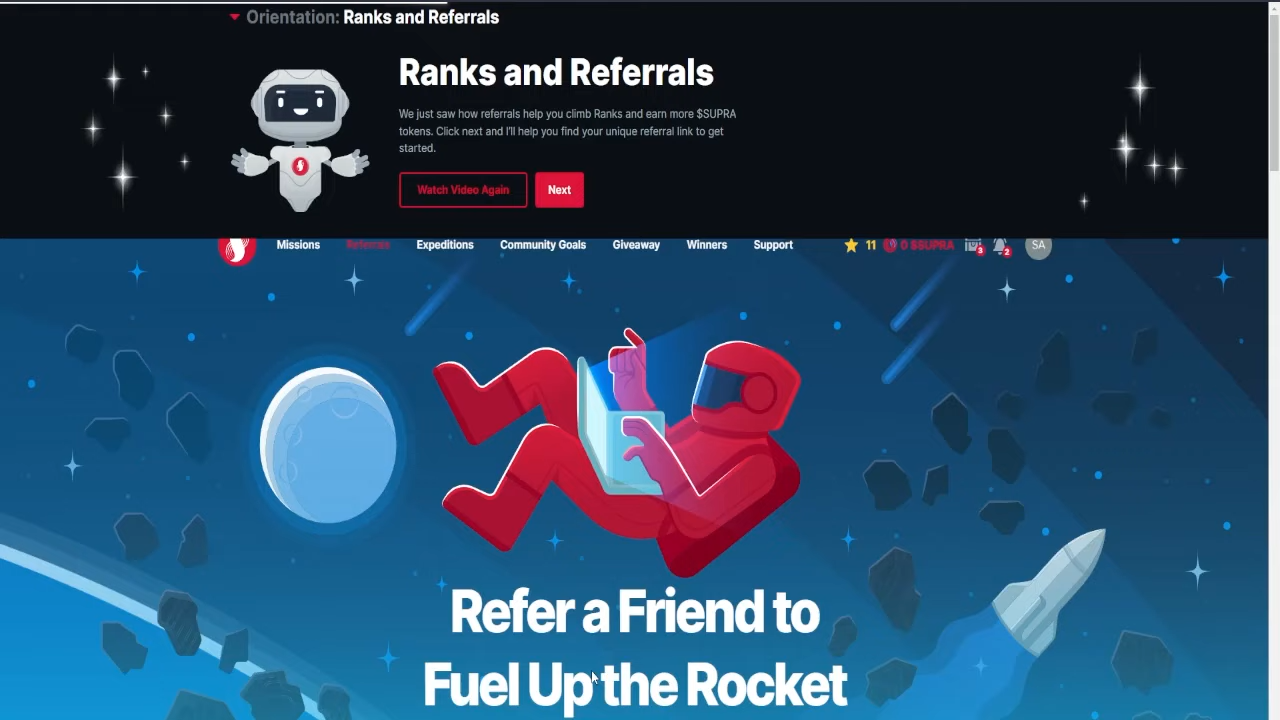 Orientation: Ranks and Referrals
Ranks and Referrals
We just saw how referrals help you climb Ranks and earn more $SUPRA
tokens. Click next and I'll help you find your unique referral link to get
started.
Watch Video Again
Next
Missions Referrals Expeditions Community Goals Giveaway Winners Support 11 0 $SUPRA 3 2 SA
Refer a Friend to
Fuel Up the Rocket